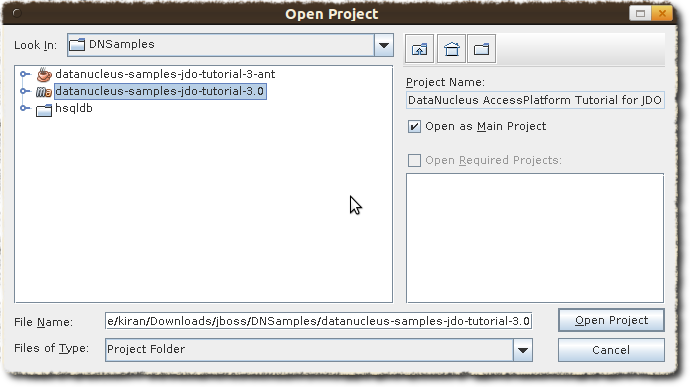 Open Project
Look In: DNSamples
datanucleus-samples-jdo-tutorial-3-ant
datanucleus-samples-jdo-tutorial-3.0
hsqldb
Project Name:
DataNucleus AccessPlatform Tutorial for JDO
Open as Main Project
Open Required Projects:
File Name: e/kiran/Downloads/jboss/DNSamples/datanucleus-samples-jdo-tutorial-3.0
Open Project
Files of Type: Project Folder
Cancel